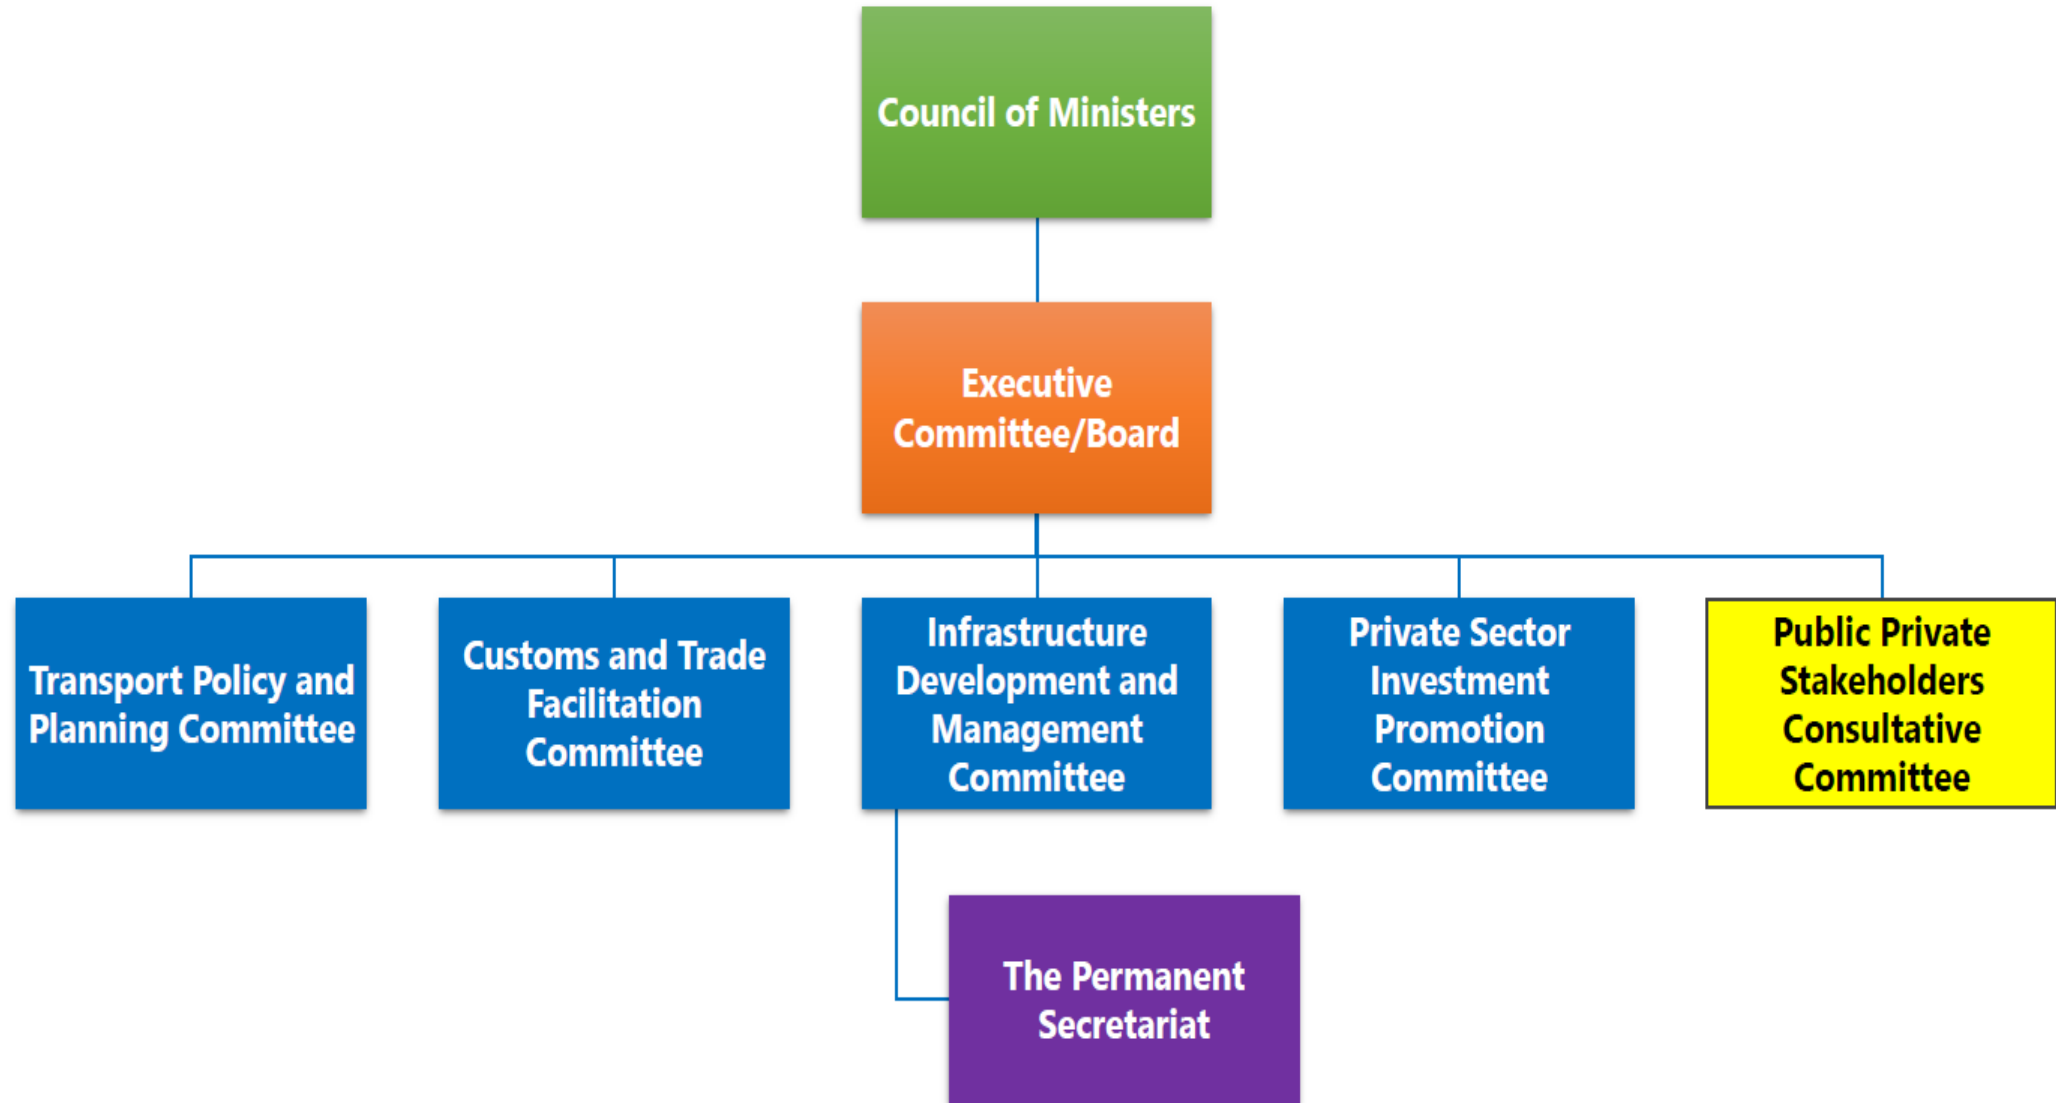 Council of Ministers
Executive
Committee/Board
Transport Policy and
Planning Committee
Customs and Trade
Facilitation
Committee
Infrastructure
Development and
Management
Committee
Private Sector
Investment
Promotion
Committee
Public Private
Stakeholders
Consultative
Committee
The Permanent
Secretariat